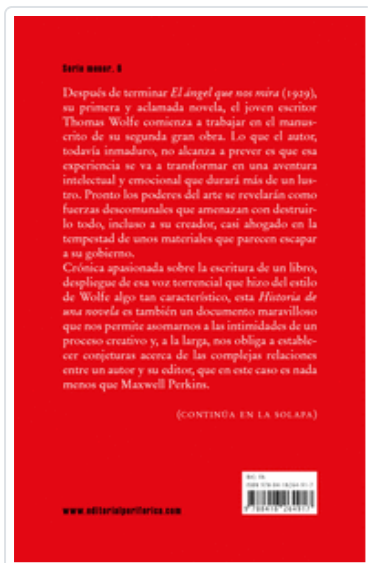 Serie menor, 8
Después de terminar El ángel que nos mira (1929),
su primera y aclamada novela, el joven escritor
Thomas Wolfe comienza a trabajar en el manus-
crito de su segunda gran obra. Lo que el autor,
todavía inmaduro, no alcanza a prever es que esa
experiencia se va a transformar en una aventura
intelectual y emocional que durará más de un lus-
tro. Pronto los poderes del arte se revelarán como
fuerzas descomunales que amenazan con destruir-
lo todo, incluso a su creador, casi ahogado en la
tempestad de unos materiales que parecen escapar
a su gobierno.
Crónica apasionada sobre la escritura de un libro,
despliegue de esa voz torrencial que hizo del estilo
de Wolfe algo tan característico, esta Historia de
una novela es también un documento maravilloso
que nos permite asomarnos a las intimidades de un
proceso creativo y, a la larga, nos obliga a estable-
cer conjeturas acerca de las complejas relaciones
entre un autor y su editor, que en este caso es nada
menos que Maxwell Perkins.
(CONTINÚA EN LA SOLAPA)
www.editorialperiferica.com